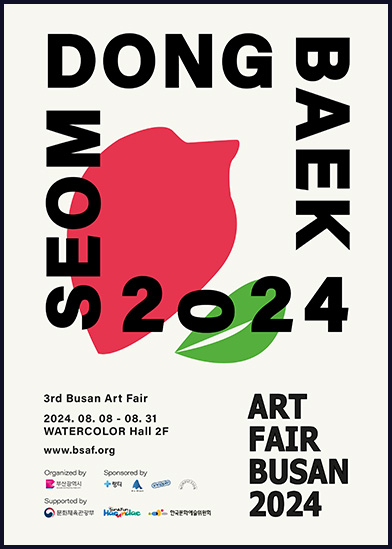 DONG
BAEK
SEOM
2024
3rd Busan Art Fair
2024. 08. 08 - 08. 31
WATERCOLOR Hall 2F
www.bsaf.org
ART
FAIR
BUSAN
2024
Organized by
Sponsored by
부산광역시
Supported by
문화체육관광부
한국문화예술위원회